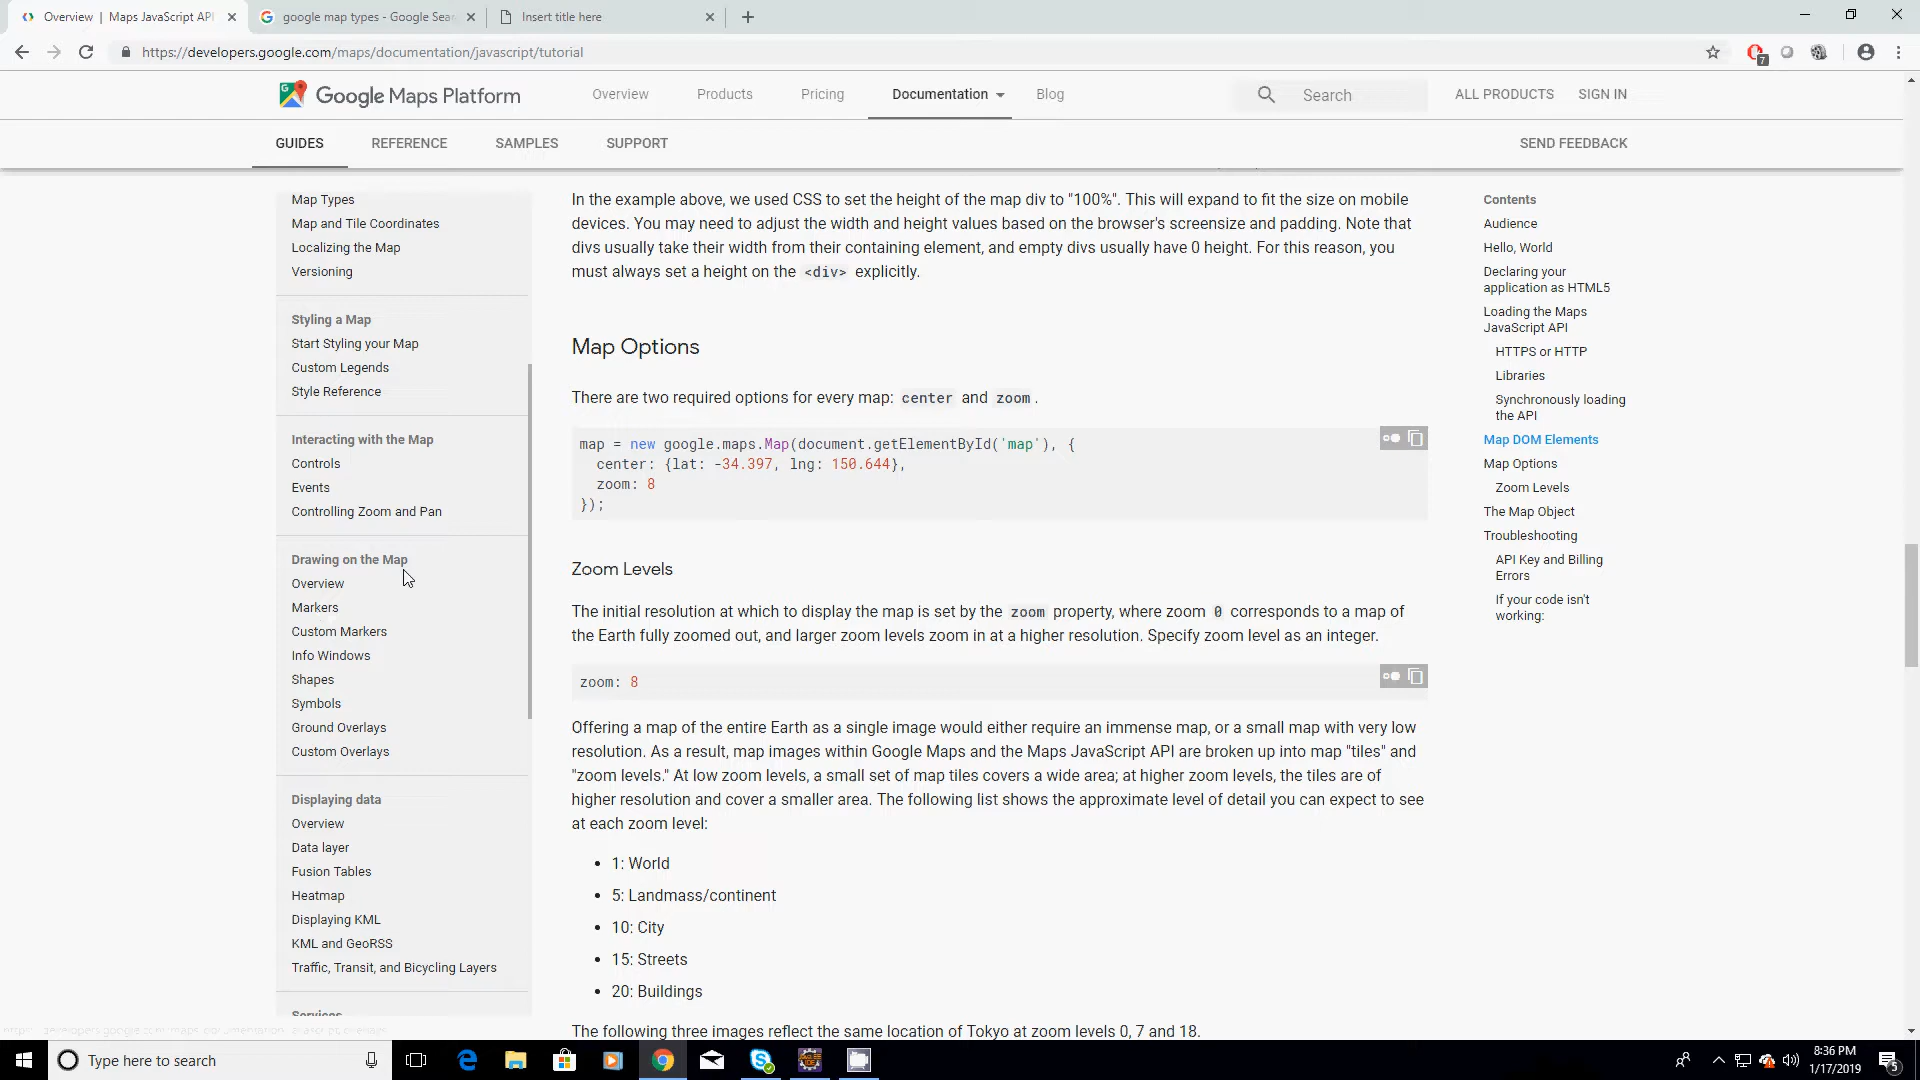 Overview | Maps JavaScript API
google map types - Google Sear
Insert title here
https://developers.google.com/maps/documentation/javascript/tutorial
7
Google Maps Platform
Overview
Products
Pricing
Documentation
Blog
Search
ALL PRODUCTS
SIGN IN
GUIDES
REFERENCE
SAMPLES
SUPPORT
SEND FEEDBACK
Map Types
Map and Tile Coordinates
Localizing the Map
Versioning
Styling a Map
Start Styling your Map
Custom Legends
Style Reference
Interacting with the Map
Controls
Events
Controlling Zoom and Pan
Drawing on the Map
Overview
Markers
Custom Markers
Info Windows
Shapes
Symbols
Ground Overlays
Custom Overlays
Displaying data
Overview
Data layer
Fusion Tables
Heatmap
Displaying KML
KML and GeoRSS
Traffic, Transit, and Bicycling Layers
Services
In the example above, we used CSS to set the height of the map div to "100%". This will expand to fit the size on mobile
devices. You may need to adjust the width and height values based on the browser's screensize and padding. Note that
divs usually take their width from their containing element, and empty divs usually have 0 height. For this reason, you
must always set a height on the <div> explicitly.
Map Options
There are two required options for every map: center and zoom.
map = new google.maps.Map(document.getElementById('map'), {
center: {lat: -34.397, lng: 150.644},
zoom: 8
});
Zoom Levels
The initial resolution at which to display the map is set by the zoom property, where zoom 0 corresponds to a map of
the Earth fully zoomed out, and larger zoom levels zoom in at a higher resolution. Specify zoom level as an integer.
zoom: 8
Offering a map of the entire Earth as a single image would either require an immense map, or a small map with very low
resolution. As a result, map images within Google Maps and the Maps JavaScript API are broken up into map "tiles" and
"zoom levels." At low zoom levels, a small set of map tiles covers a wide area; at higher zoom levels, the tiles are of
higher resolution and cover a smaller area. The following list shows the approximate level of detail you can expect to see
at each zoom level:
• 1: World
• 5: Landmass/continent
• 10: City
• 15: Streets
• 20: Buildings
The following three images reflect the same location of Tokyo at zoom levels 0, 7 and 18.
Contents
Audience
Hello, World
Declaring your
application as HTML5
Loading the Maps
JavaScript API
HTTPS or HTTP
Libraries
Synchronously loading
the API
Map DOM Elements
Map Options
Zoom Levels
The Map Object
Troubleshooting
API Key and Billing
Errors
If your code isn't
working:
Type here to search
8:36 PM
1/17/2019
5